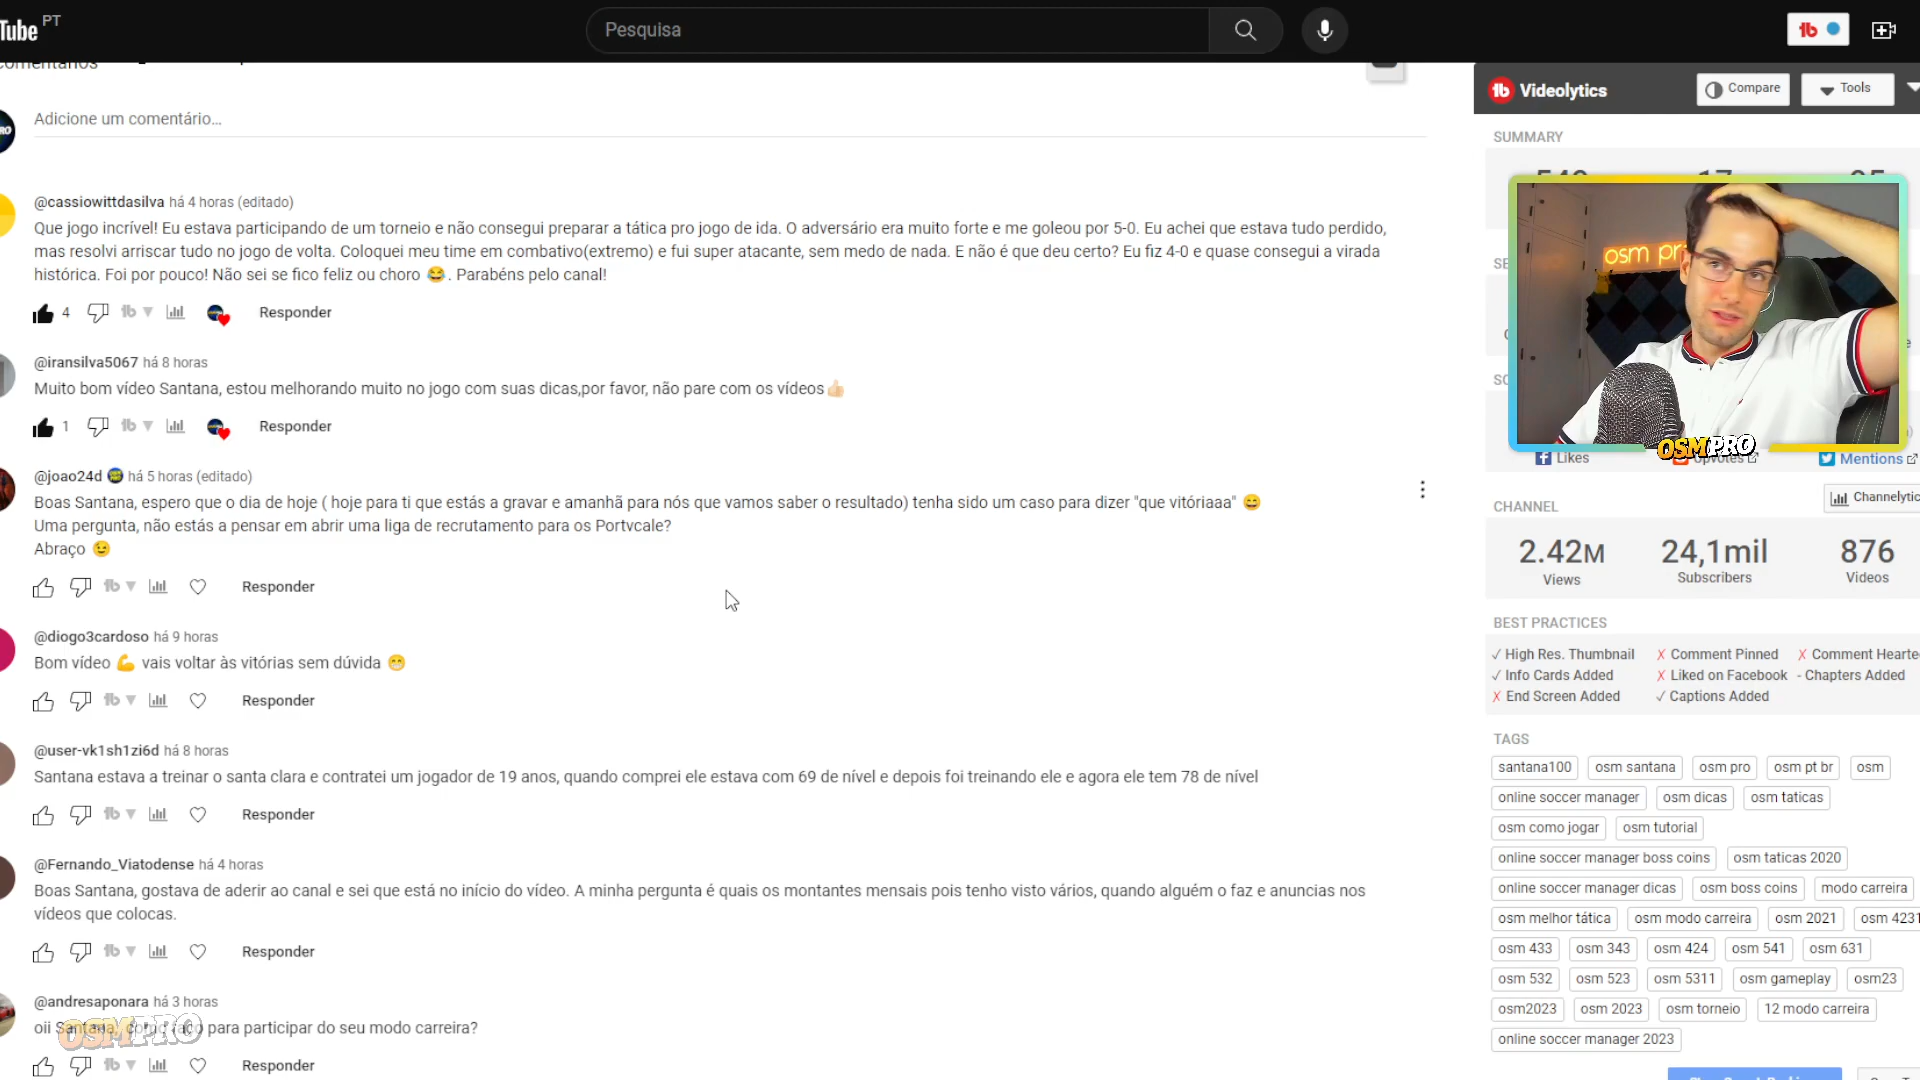 Tube PT
Pesquisa
comentários
Adicione um comentário...
@cassiowittdasilva há 4 horas (editado)
Que jogo incrível! Eu estava participando de um torneio e não consegui preparar a tática pro jogo de ida. O adversário era muito forte e me goleou por 5-0. Eu achei que estava tudo perdido,
mas resolvi arriscar tudo no jogo de volta. Coloquei meu time em combativo(extremo) e fui super atacante, sem medo de nada. E não é que deu certo? Eu fiz 4-0 e quase consegui a virada
histórica. Foi por pouco! Não sei se fico feliz ou choro 😂. Parabéns pelo canal!
4 Responder
@iransilva5067 há 8 horas
Muito bom vídeo Santana, estou melhorando muito no jogo com suas dicas,por favor, não pare com os vídeos👍🏻
1 Responder
@joao24d há 5 horas (editado)
Boas Santana, espero que o dia de hoje ( hoje para ti que estás a gravar e amanhã para nós que vamos saber o resultado) tenha sido um caso para dizer "que vitóriaaa" 😄
Uma pergunta, não estás a pensar em abrir uma liga de recrutamento para os Portvcale?
Abraço 😉
Responder
@diogo3cardoso há 9 horas
Bom vídeo 💪 vais voltar às vitórias sem dúvida 😁
Responder
@user-vk1sh1zi6d há 8 horas
Santana estava a treinar o santa clara e contratei um jogador de 19 anos, quando comprei ele estava com 69 de nível e depois foi treinando ele e agora ele tem 78 de nível
Responder
@Fernando_Viatodense há 4 horas
Boas Santana, gostava de aderir ao canal e sei que está no início do vídeo. A minha pergunta é quais os montantes mensais pois tenho visto vários, quando alguém o faz e anuncias nos
vídeos que colocas.
Responder
@andresaponara há 3 horas
oii Santana, como faço para participar do seu modo carreira?
OSMPRO
Responder
Videolytics Compare Tools
SUMMARY
osm pr
OSMPRO
Likes Upvotes Mentions
CHANNEL Channelytic
2.42M 24,1mil 876
Views Subscribers Videos
BEST PRACTICES
✓ High Res. Thumbnail ✗ Comment Pinned ✗ Comment Hearte
✓ Info Cards Added ✗ Liked on Facebook - Chapters Added
✗ End Screen Added ✓ Captions Added
TAGS
santana100 osm santana osm pro osm pt br osm
online soccer manager osm dicas osm taticas
osm como jogar osm tutorial
online soccer manager boss coins osm taticas 2020
online soccer manager dicas osm boss coins modo carreira
osm melhor tática osm modo carreira osm 2021 osm 4231
osm 433 osm 343 osm 424 osm 541 osm 631
osm 532 osm 523 osm 5311 osm gameplay osm23
osm2023 osm 2023 osm torneio 12 modo carreira
online soccer manager 2023